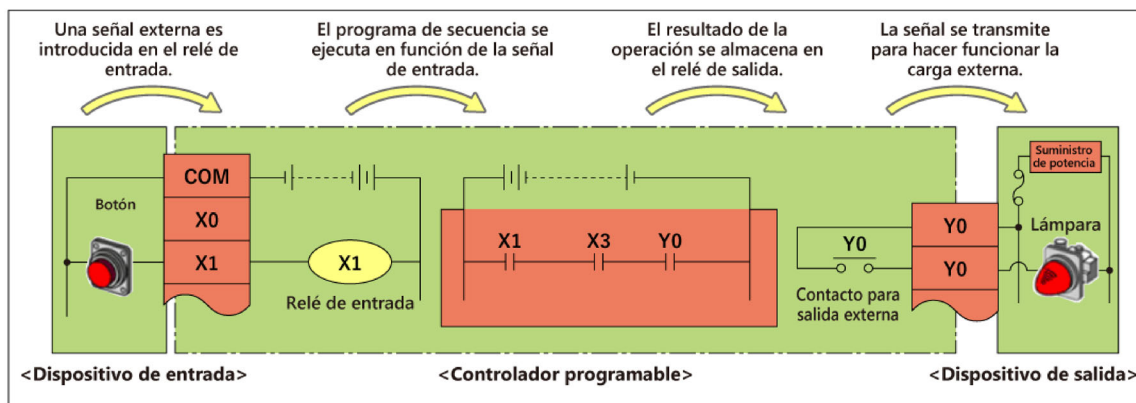 Una señal externa es
introducida en el relé de
entrada.
El programa de secuencia se
ejecuta en función de la señal
de entrada.
El resultado de la
operación se almacena en
el relé de salida.
La señal se transmite
para hacer funcionar la
carga externa.
Botón
COM
X0
X1
X1
Relé de entrada
X1 X3 Y0
Y0
Contacto para
salida externa
Y0
Y0
Suministro
de potencia
Lámpara
<Dispositivo de entrada>
<Controlador programable>
<Dispositivo de salida>